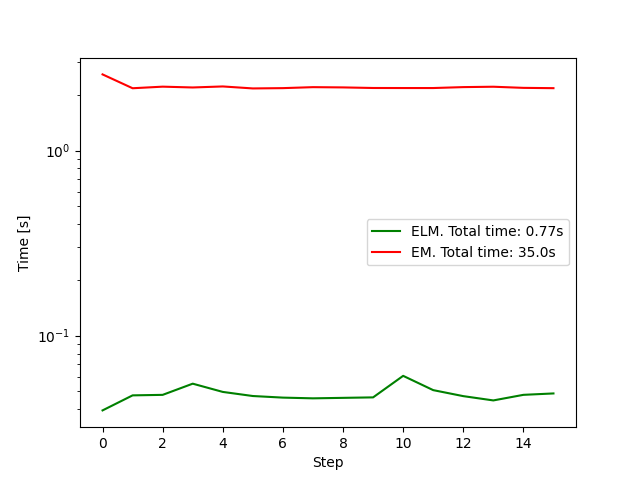 10⁰
10⁻¹
Time [s]
ELM. Total time: 0.77s
EM. Total time: 35.0s
0 2 4 6 8 10 12 14
Step